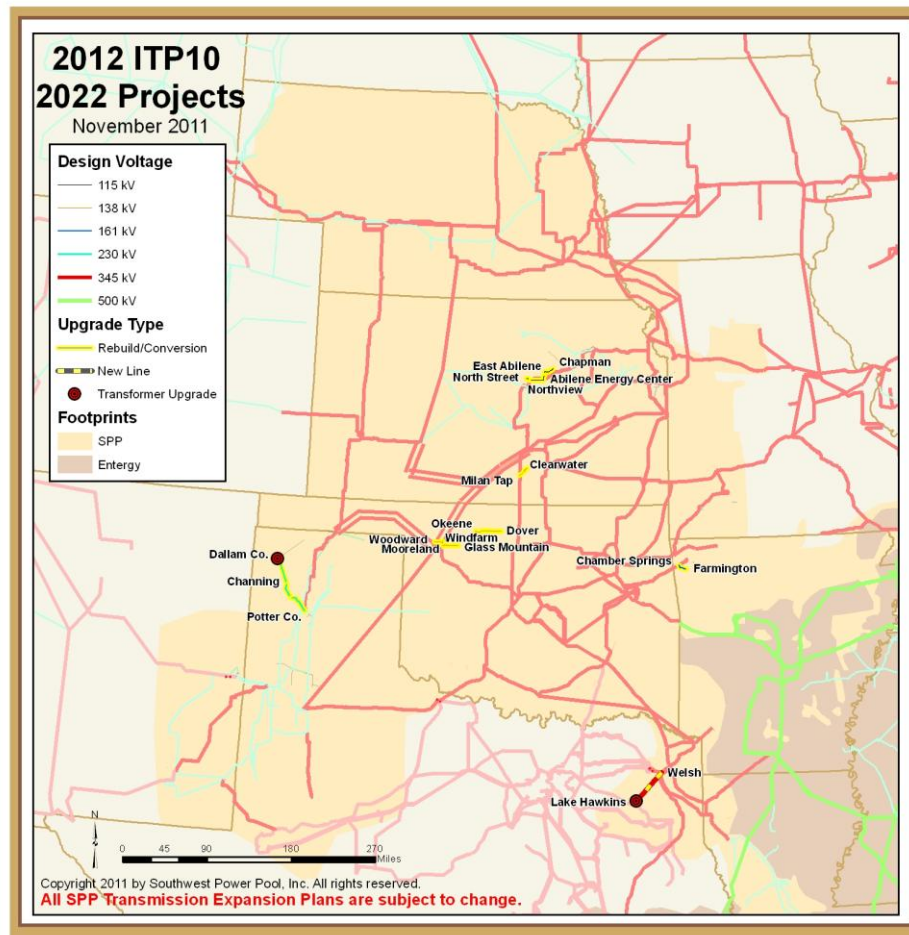 2012 ITP10
2022 Projects
November 2011
Design Voltage
115 kV
138 kV
161 kV
230 kV
345 kV
500 kV
Upgrade Type
Rebuild/Conversion
New Line
Transformer Upgrade
Footprints
SPP
Entergy
East Abilene
Chapman
North Street
Abilene Energy Center
Northview
Clearwater
Milan Tap
Okeene
Dover
Woodward
Windfarm
Mooreland
Glass Mountain
Dallam Co.
Channing
Potter Co.
Chamber Springs
Farmington
Welsh
Lake Hawkins
N
0 45 90 180 270
Miles
Copyright 2011 by Southwest Power Pool, Inc. All rights reserved.
All SPP Transmission Expansion Plans are subject to change.